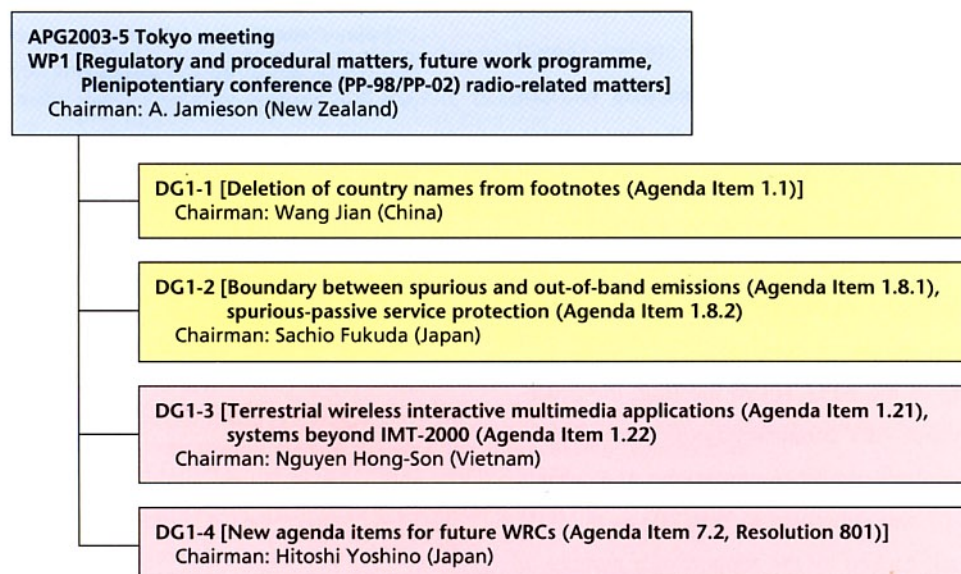 APG2003-5 Tokyo meeting
WP1 [Regulatory and procedural matters, future work programme,
Plenipotentiary conference (PP-98/PP-02) radio-related matters]
Chairman: A. Jamieson (New Zealand)
DG1-1 [Deletion of country names from footnotes (Agenda Item 1.1)]
Chairman: Wang Jian (China)
DG1-2 [Boundary between spurious and out-of-band emissions (Agenda Item 1.8.1),
spurious-passive service protection (Agenda Item 1.8.2)
Chairman: Sachio Fukuda (Japan)
DG1-3 [Terrestrial wireless interactive multimedia applications (Agenda Item 1.21),
systems beyond IMT-2000 (Agenda Item 1.22)
Chairman: Nguyen Hong-Son (Vietnam)
DG1-4 [New agenda items for future WRCs (Agenda Item 7.2, Resolution 801)]
Chairman: Hitoshi Yoshino (Japan)